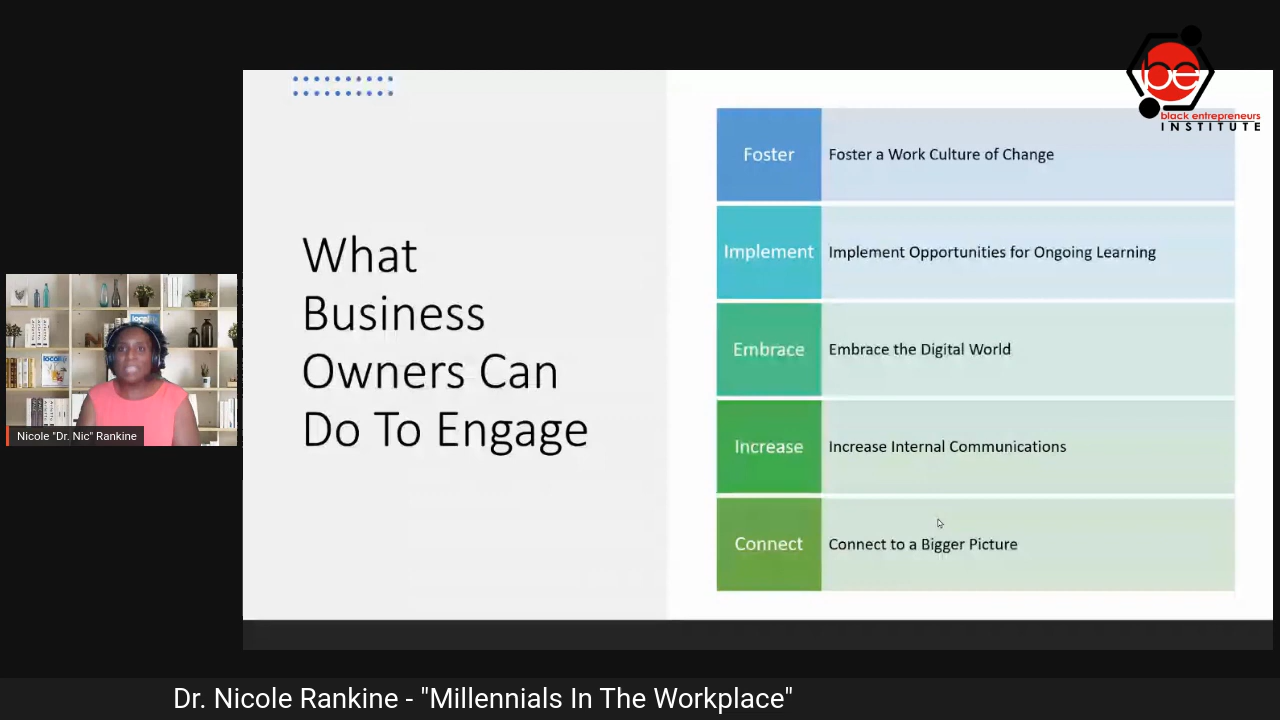 be
black entrepreneurs
INSTITUTE
What
Business
Owners Can
Do To Engage
Foster
Foster a Work Culture of Change
Implement
Implement Opportunities for Ongoing Learning
Embrace
Embrace the Digital World
Increase
Increase Internal Communications
Connect
Connect to a Bigger Picture
Nicole "Dr. Nic" Rankine
Dr. Nicole Rankine - "Millennials In The Workplace"